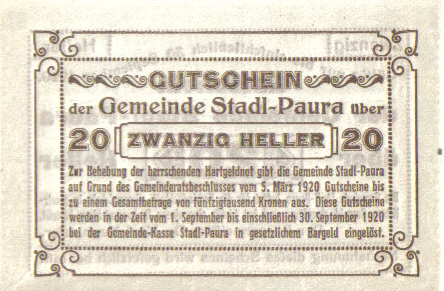 GUTSCHEIN
der Gemeinde Stadl-Paura über
20 ZWANZIG HELLER 20
Zur Behebung der herrschenden Hartgeldnot gibt die Gemeinde Stadl-Paura
auf Grund des Gemeinderatsbeschlusses vom 5. März 1920 Gutscheine bis
zu einem Gesamtbetrage von fünfzigtausend Kronen aus. Diese Gutscheine
werden in der Zeit vom 1. September bis einschließlich 30. September 1920
bei der Gemeinde-Kasse Stadl-Paura in gesetzlichem Bargeld eingelöst.